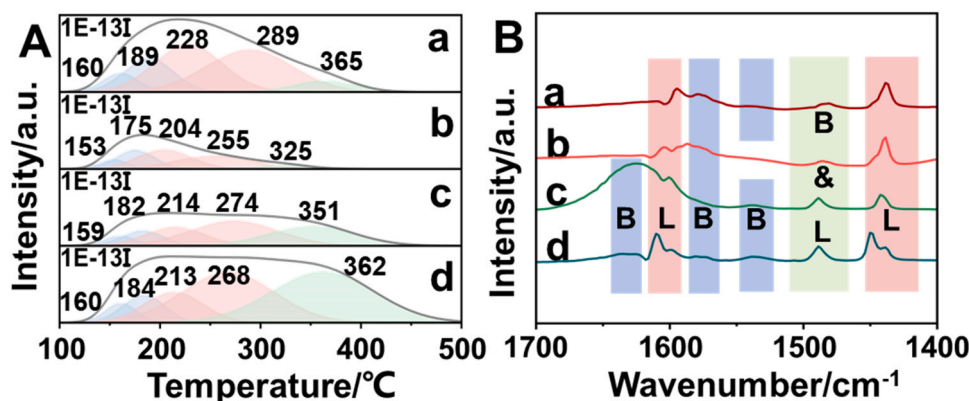 A
Intensity/a.u.
1E-13I
a
160
189
228
289
365
1E-13I
b
153
175
204
255
325
1E-13I
c
159
182
214
274
351
1E-13I
d
160
184
213
268
362
100 200 300 400 500
Temperature/℃
B
Intensity/a.u.
a
B
b
&
c
B L B B L
d
L
1700 1600 1500 1400
Wavenumber/cm⁻¹